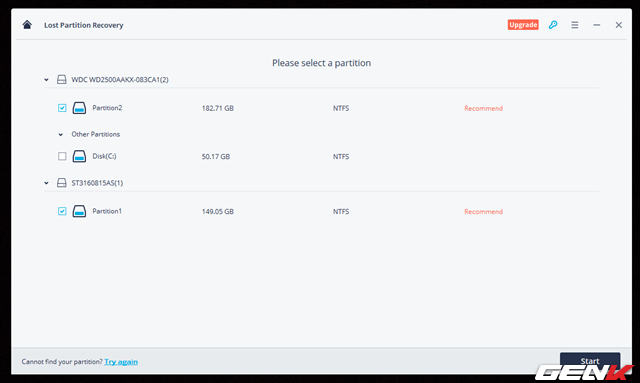 Lost Partition Recovery Upgrade
Please select a partition
WDC WD2500AAKX-083CA1(2)
Partition2 182.71 GB NTFS Recommend
Other Partitions
Disk(C:) 50.17 GB NTFS
ST3160815AS(1)
Partition1 149.05 GB NTFS Recommend
Cannot find your partition? Try again Start
GENK